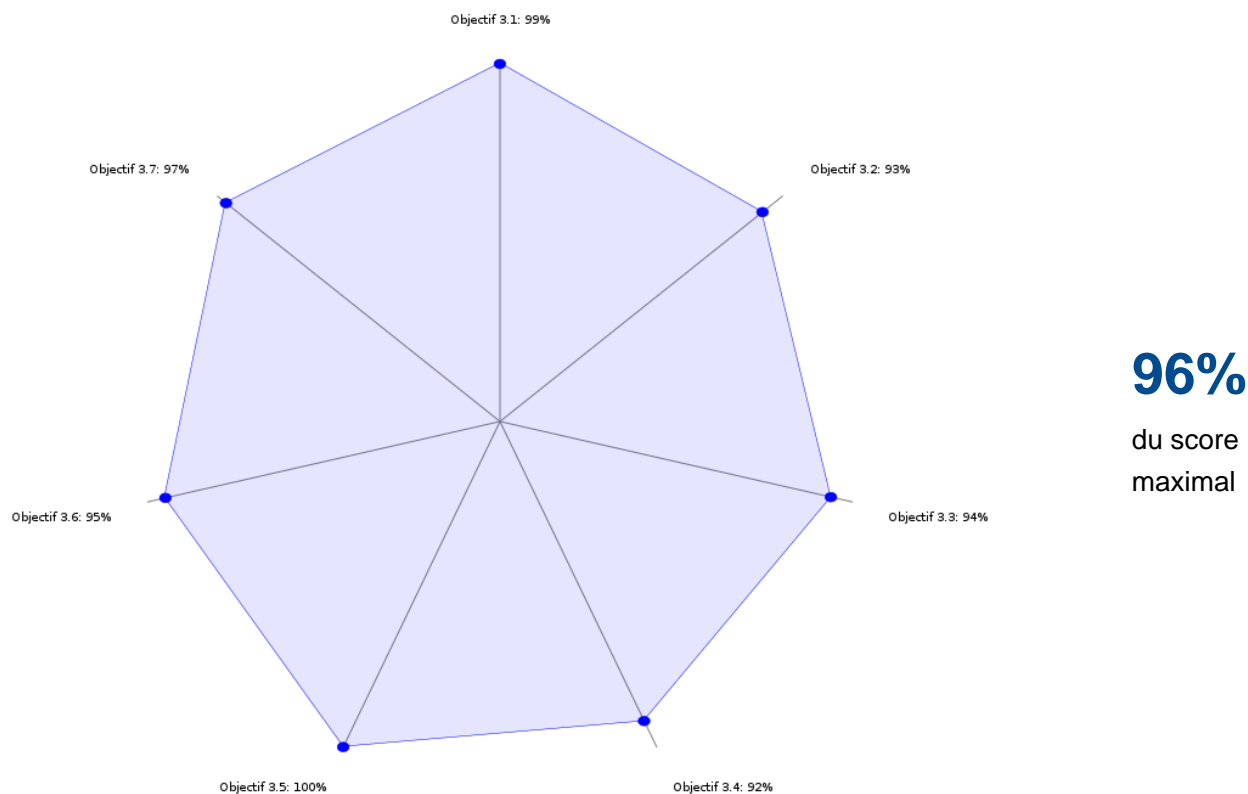 Objectif 3.1: 99%
Objectif 3.7: 97%
Objectif 3.2: 93%
96%
du score
maximal
Objectif 3.6: 95%
Objectif 3.3: 94%
Objectif 3.5: 100%
Objectif 3.4: 92%